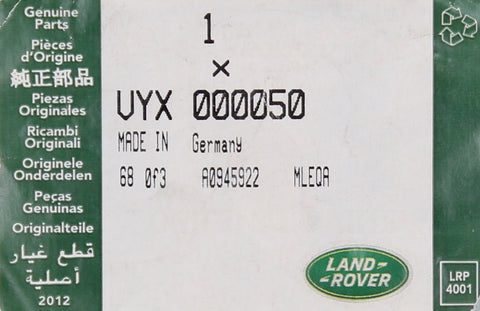 Genuine
Parts
Pièces
d'Origine
純正部品
Piezas
Originales
Ricambi
Originali
Originele
Onderdelen
Peças
Genuinas
Originalteile
قطع غيار
أصلية
2012
1
×
VYX 000050
MADE IN Germany
68 0f3 A0945922 MLEQA
LAND-
-ROVER
LRP
4001